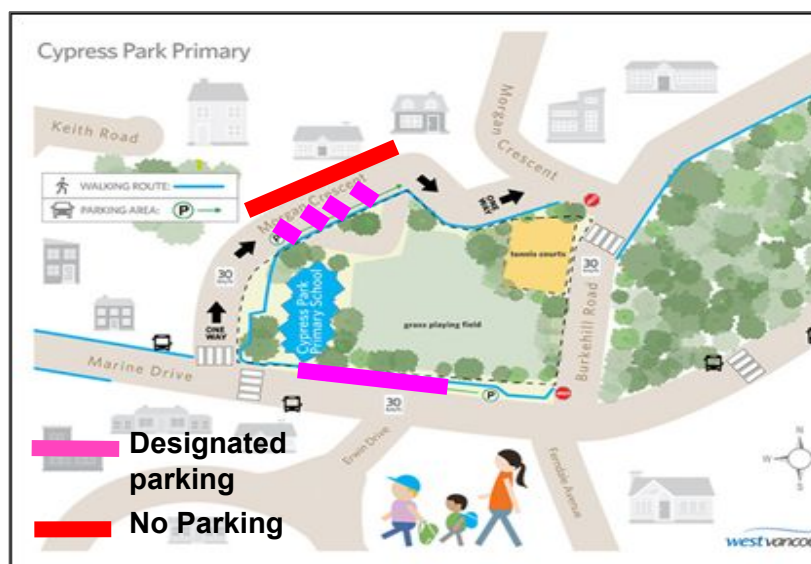 Cypress Park Primary
Keith Road
WALKING ROUTE:
PARKING AREA: P
Morgan Crescent
Morgan
Crescent
P
ONE
WAY
30
tennis courts
30
Cypress Park
Primary School
grass playing field
Burkehill Road
30
ONE
WAY
Marine Drive
P
30
Erwin Drive
Ferndale Avenue
Designated
parking
No Parking
N
W
S
westvancou